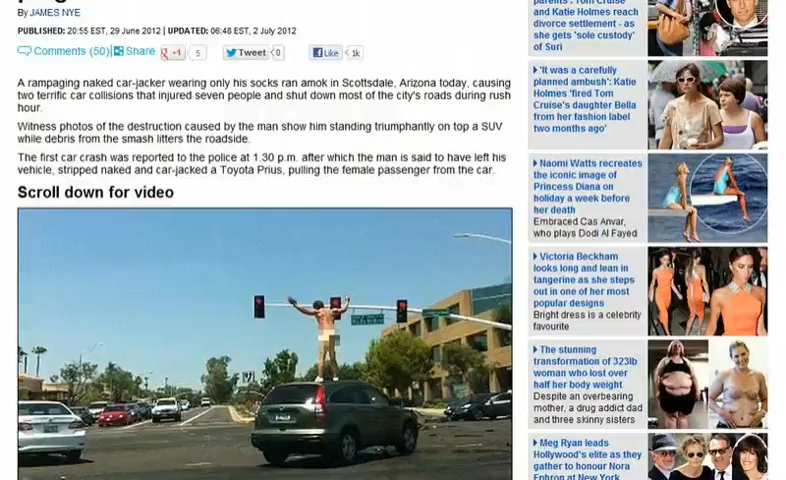 By JAMES NYE
PUBLISHED: 20:55 EST, 29 June 2012 | UPDATED: 06:48 EST, 2 July 2012
Comments (50) Share +1 5 Tweet 0 Like 1k
A rampaging naked car-jacker wearing only his socks ran amok in Scottsdale, Arizona today, causing
two terrific car collisions that injured seven people and shut down most of the city's roads during rush
hour.
Witness photos of the destruction caused by the man show him standing triumphantly on top a SUV
while debris from the smash litters the roadside.
The first car crash was reported to the police at 1.30 p.m. after which the man is said to have left his
vehicle, stripped naked and car-jacked a Toyota Prius, pulling the female passenger from the car.
Scroll down for video
and Katie Holmes reach
divorce settlement - as
she gets 'sole custody'
of Suri
'It was a carefully
planned ambush': Katie
Holmes 'fired Tom
Cruise's daughter Bella
from her fashion label
two months ago'
Naomi Watts recreates
the iconic image of
Princess Diana on
holiday a week before
her death
Embraced Cas Anvar,
who plays Dodi Al Fayed
Victoria Beckham
looks long and lean in
tangerine as she steps
out in one of her most
popular designs
Bright dress is a celebrity
favourite
The stunning
transformation of 323lb
woman who lost over
half her body weight
Despite an overbearing
mother, a drug addict dad
and three skinny sisters
Meg Ryan leads
Hollywood's elite as they
gather to honour Nora
Ephron at New York